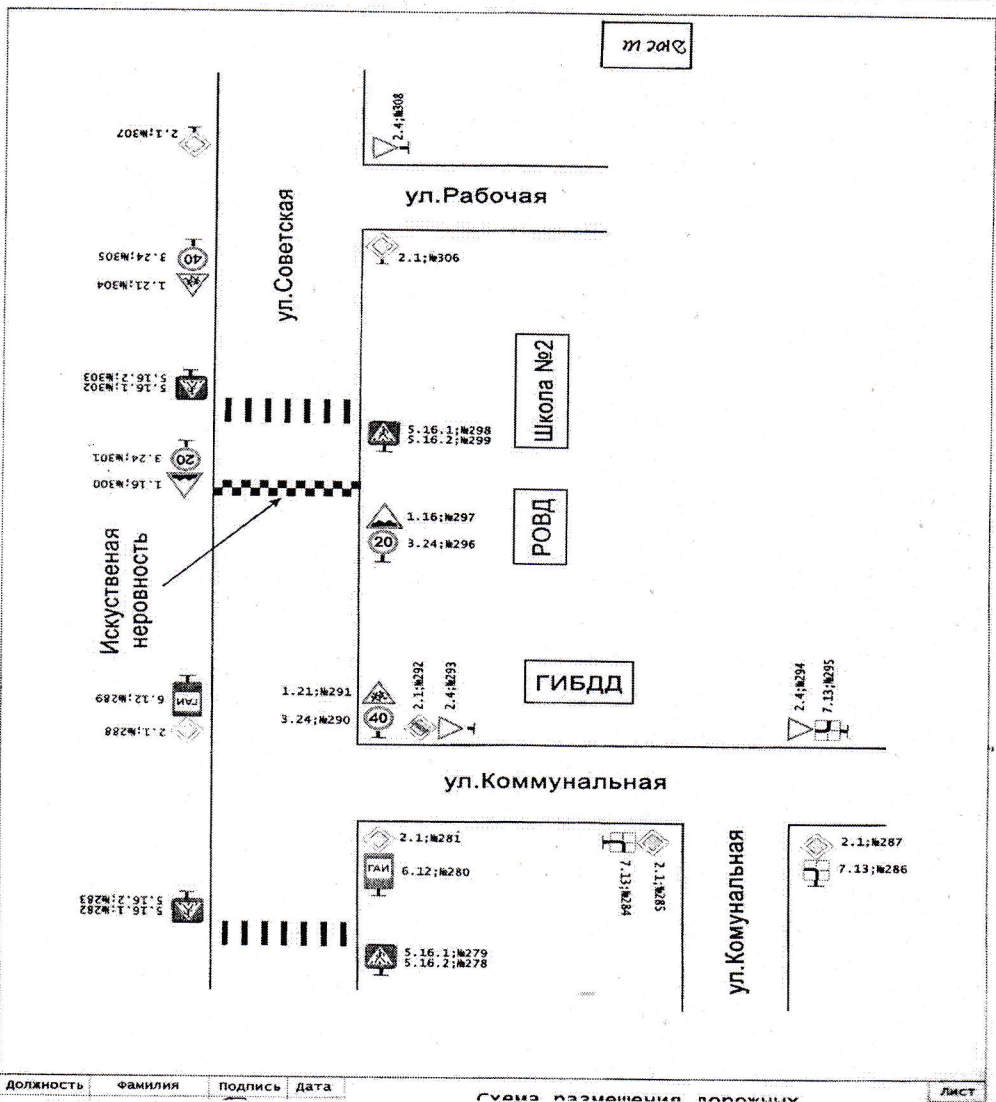 Дюсш
2.1;№307
2.4;№308
ул.Рабочая
ул.Советская
3.24;№305
40
1.21;№304
2.1;№306
5.16.1;№302
5.16.2;№303
Школа №2
5.16.1;№298
5.16.2;№299
3.24;№301
20
1.16;№300
1.16;№297
20
3.24;№296
РОВД
Искуственая
неровность
6.12;№289
ГАИ
2.1;№288
1.21;№291
3.24;№290
40
2.1;№292
2.4;№293
ГИБДД
2.4;№294
7.13;№295
ул.Коммунальная
2.1;№281
ГАИ
6.12;№280
7.13;№284
2.1;№285
ул.Комунальная
2.1;№287
7.13;№286
5.16.1;№282
5.16.2;№283
5.16.1;№279
5.16.2;№278
Должность Фамилия Подпись Дата
Схема размещения дорожных
Лист